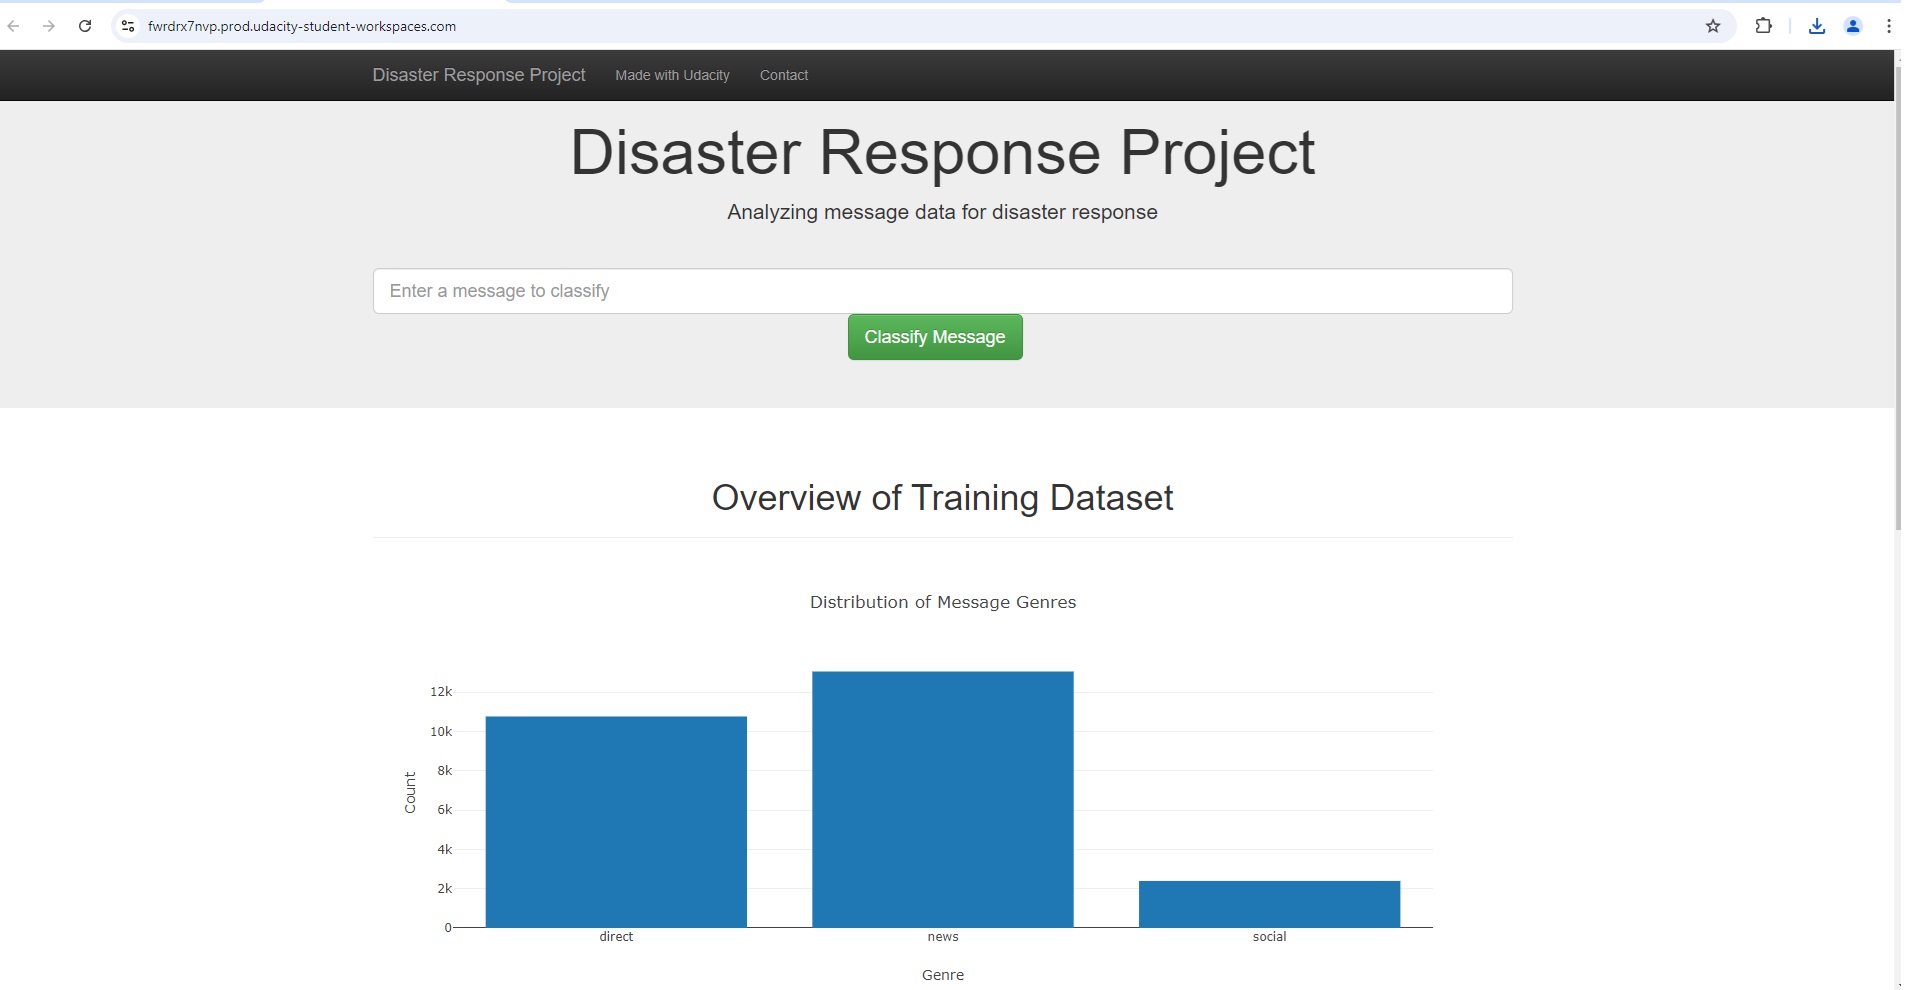 fwrdrx7nvp.prod.udacity-student-workspaces.com
Disaster Response Project Made with Udacity Contact
Disaster Response Project
Analyzing message data for disaster response
Enter a message to classify
Classify Message
Overview of Training Dataset
Distribution of Message Genres
12k
10k
8k
6k
4k
2k
0
Count
direct news social
Genre